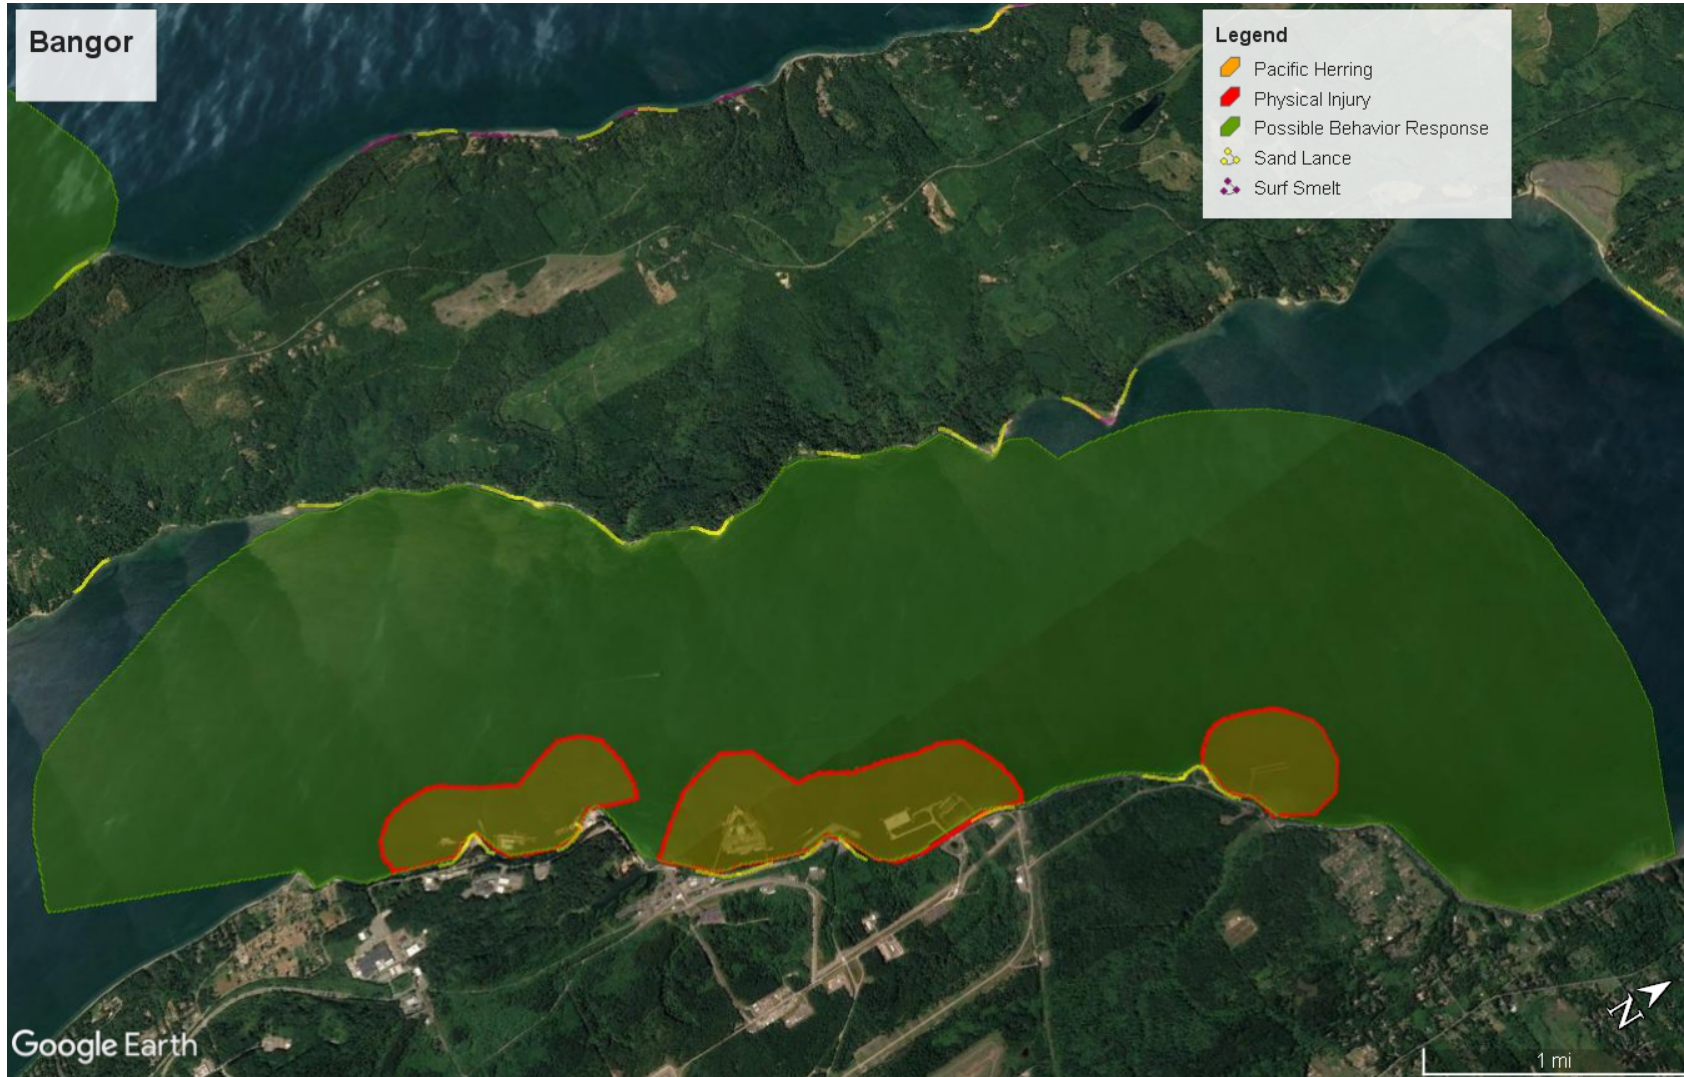 Bangor
Legend
Pacific Herring
Physical Injury
Possible Behavior Response
Sand Lance
Surf Smelt
N
Google Earth
1 mi